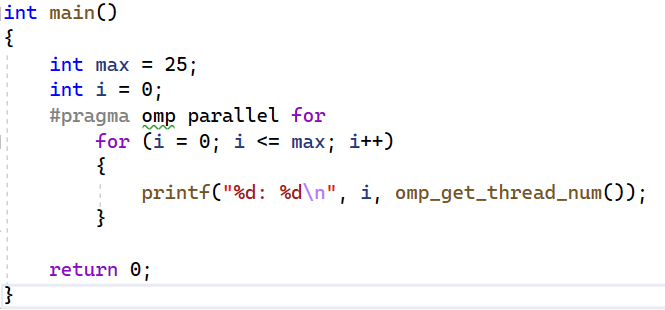 int main()
{
    int max = 25;
    int i = 0;
    #pragma omp parallel for
        for (i = 0; i <= max; i++)
        {
            printf("%d: %d\n", i, omp_get_thread_num());
        }

    return 0;
}